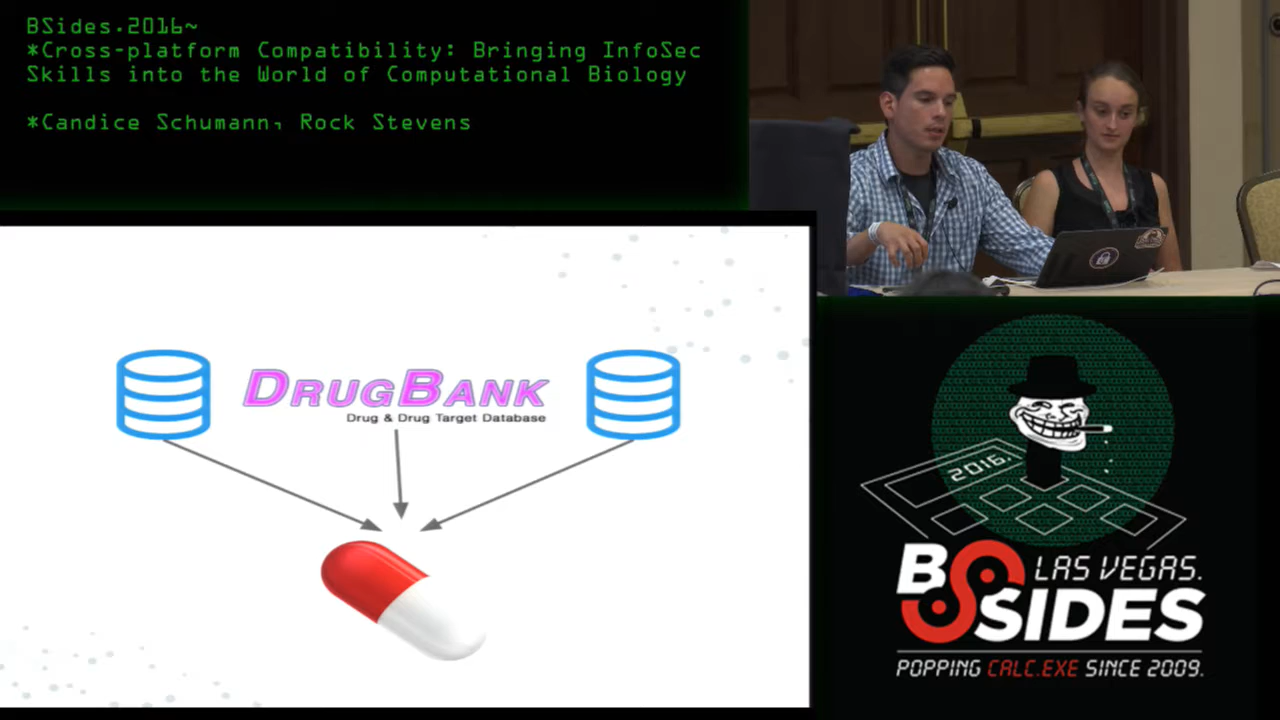 BSides.2016~
*Cross-platform Compatibility: Bringing InfoSec
Skills into the World of Computational Biology
*Candice Schumann, Rock Stevens
DRUGBANK
Drug & Drug Target Database
2016.
BSIDES
LAS VEGAS.
POPPING CALC.EXE SINCE 2009.